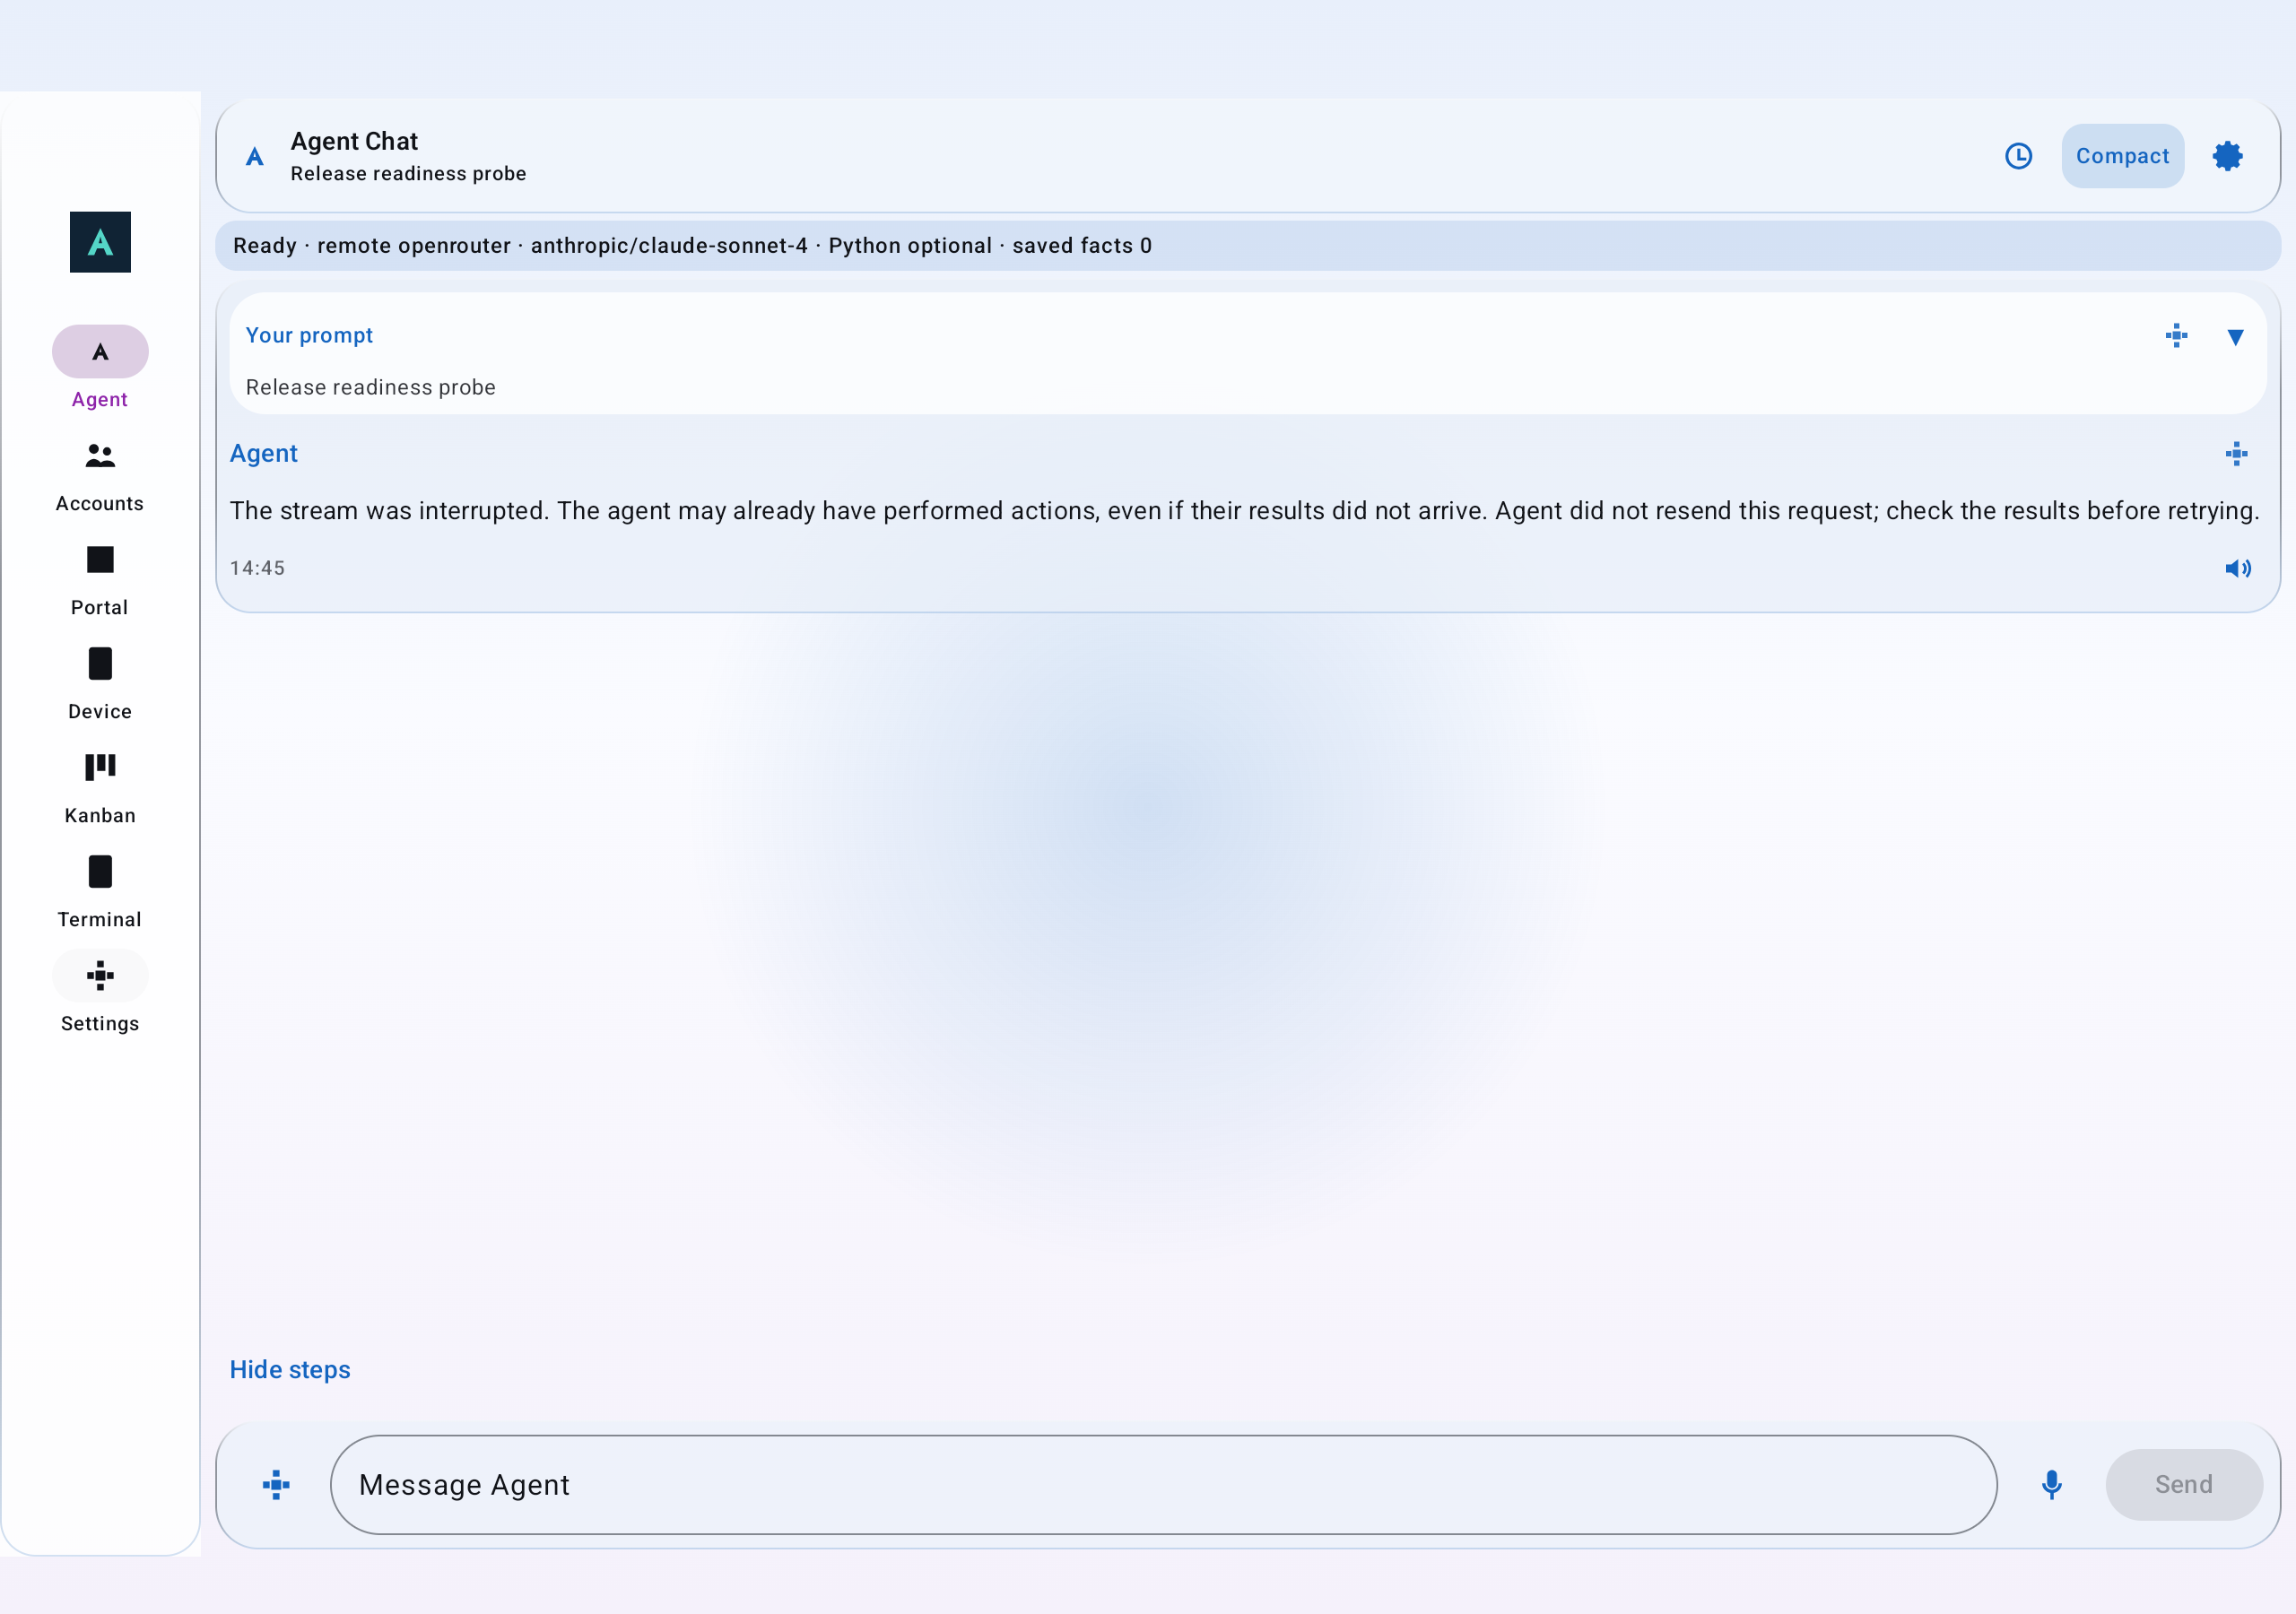 Agent Chat
Release readiness probe
Compact
Ready · remote openrouter · anthropic/claude-sonnet-4 · Python optional · saved facts 0
Your prompt
Release readiness probe
Agent
The stream was interrupted. The agent may already have performed actions, even if their results did not arrive. Agent did not resend this request; check the results before retrying.
14:45
Agent
Accounts
Portal
Device
Kanban
Terminal
Settings
Hide steps
Message Agent
Send